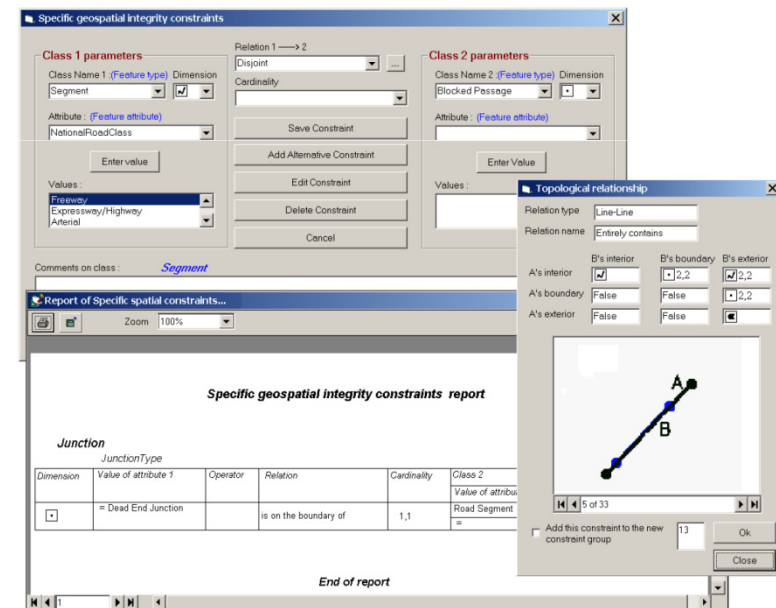 Specific geospatial integrity constraints
Class 1 parameters
Class Name 1 :(Feature type) Dimension
Segment
Attribute : (Feature attribute)
NationalRoadClass
Enter value
Values :
Freeway
Expressway/Highway
Arterial
Relation 1 ---> 2
Disjoint
...
Cardinality
Save Constraint
Add Alternative Constraint
Edit Constraint
Delete Constraint
Cancel
Class 2 parameters
Class Name 2 :(Feature type) Dimension
Blocked Passage
Attribute : (Feature attribute)
Enter Value
Values :
Comments on class : Segment
Topological relationship
Relation type Line-Line
Relation name Entirely contains
B's interior B's boundary B's exterior
A's interior 2,2 2,2
A's boundary False False 2,2
A's exterior False False
A
B
5 of 33
Add this constraint to the new constraint group 13
Ok
Close
Report of Specific spatial constraints...
Zoom 100%
Specific geospatial integrity constraints report
Junction
JunctionType
Dimension Value of attribute 1 Operator Relation Cardinality Class 2
= Dead End Junction is on the boundary of 1,1 Road Segment
=
End of report
1